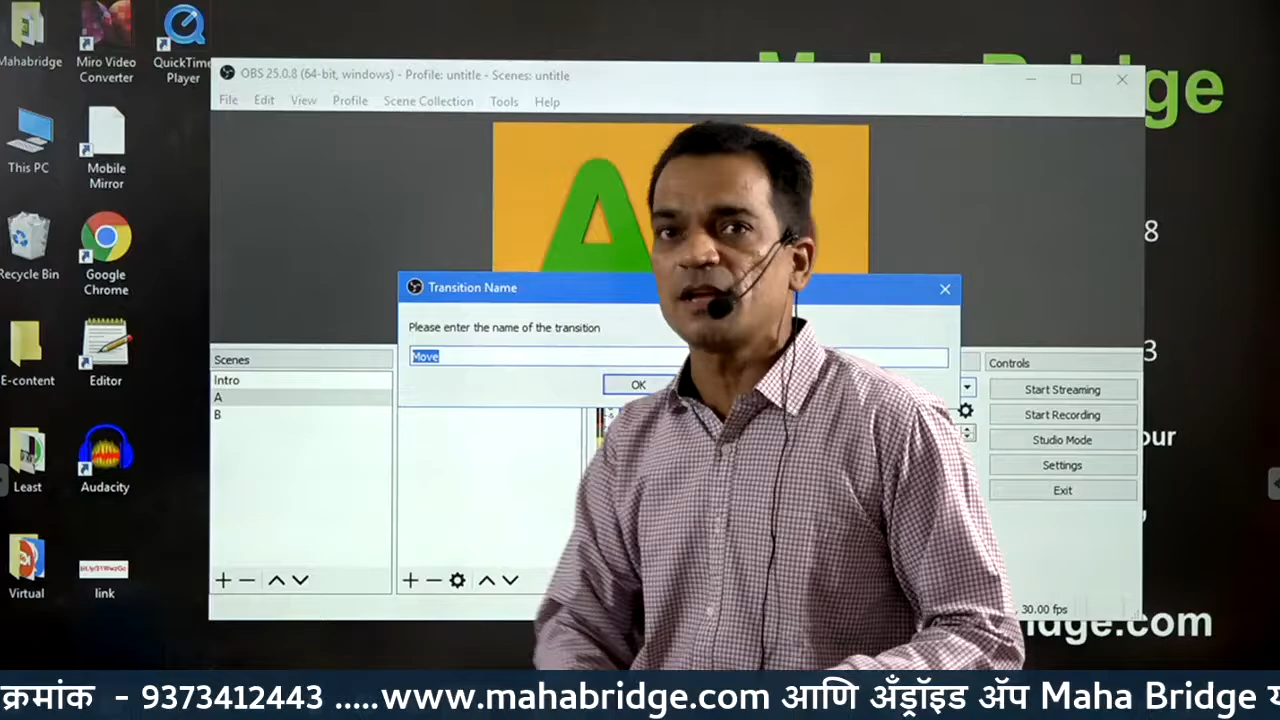 Mahabridge
Miro Video
Converter
QuickTime
Player
This PC
Mobile
Mirror
Recycle Bin
Google
Chrome
E-content
Editor
Least
Audacity
Virtual
link
OBS 25.0.8 (64-bit, windows) - Profile: untitle - Scenes: untitle
File Edit View Profile Scene Collection Tools Help
A
Transition Name
Please enter the name of the transition
Move
OK
Scenes
Intro
A
B
Controls
Start Streaming
Start Recording
Studio Mode
Settings
Exit
30.00 fps
8
3
our
क्रमांक - 9373412443 .....www.mahabridge.com आणि अँड्रॉइड ॲप Maha Bridge